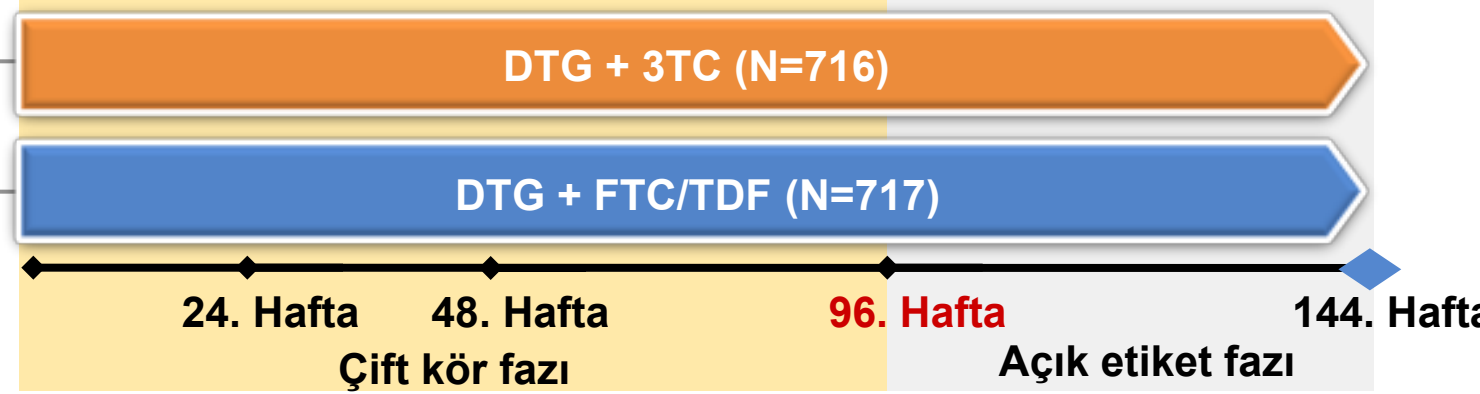 DTG + 3TC (N=716)
DTG + FTC/TDF (N=717)
24. Hafta 48. Hafta 96. Hafta 144. Hafta
Çift kör fazı Açık etiket fazı